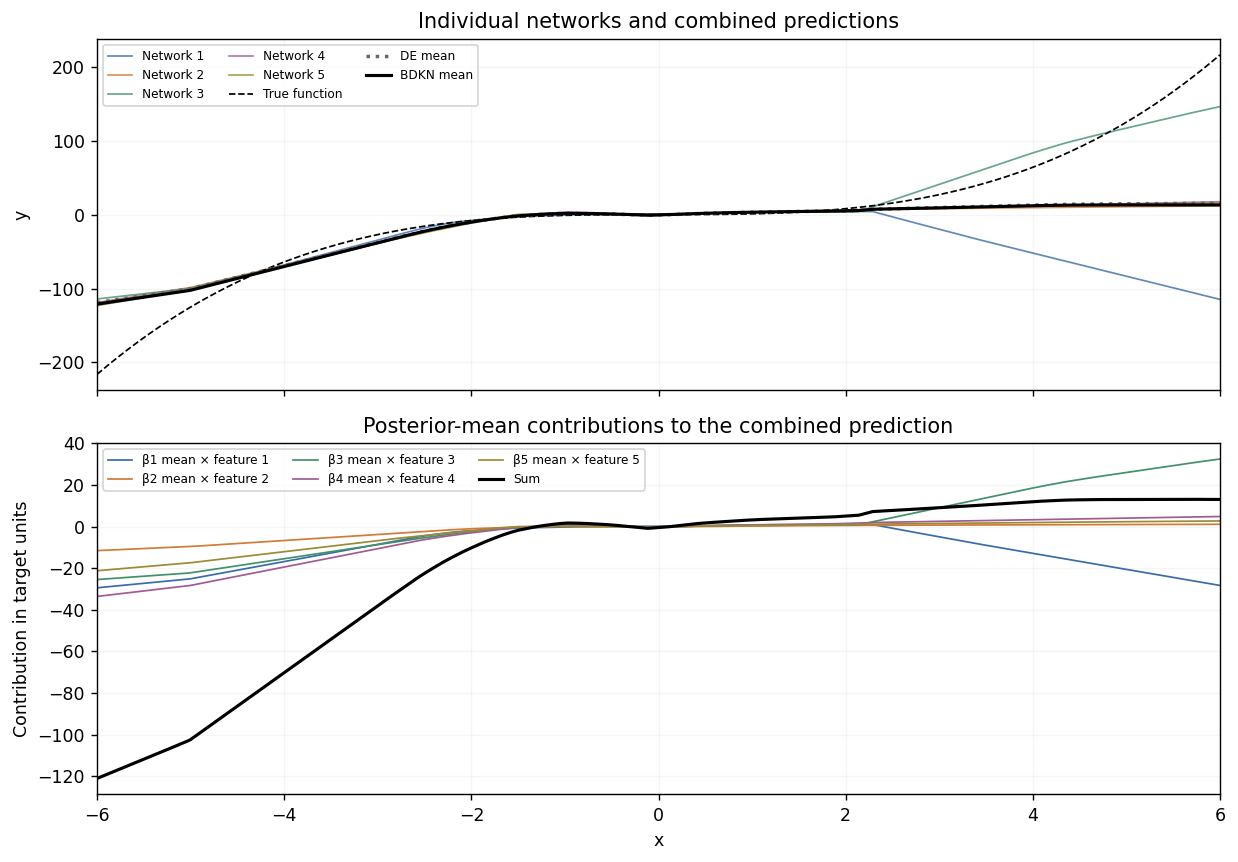 Individual networks and combined predictions
Network 1
Network 2
Network 3
Network 4
Network 5
True function
DE mean
BDKN mean
200
100
0
−100
−200
y
Posterior-mean contributions to the combined prediction
β1 mean × feature 1
β2 mean × feature 2
β3 mean × feature 3
β4 mean × feature 4
β5 mean × feature 5
Sum
40
20
0
−20
−40
−60
−80
−100
−120
Contribution in target units
−6
−4
−2
0
2
4
6
x